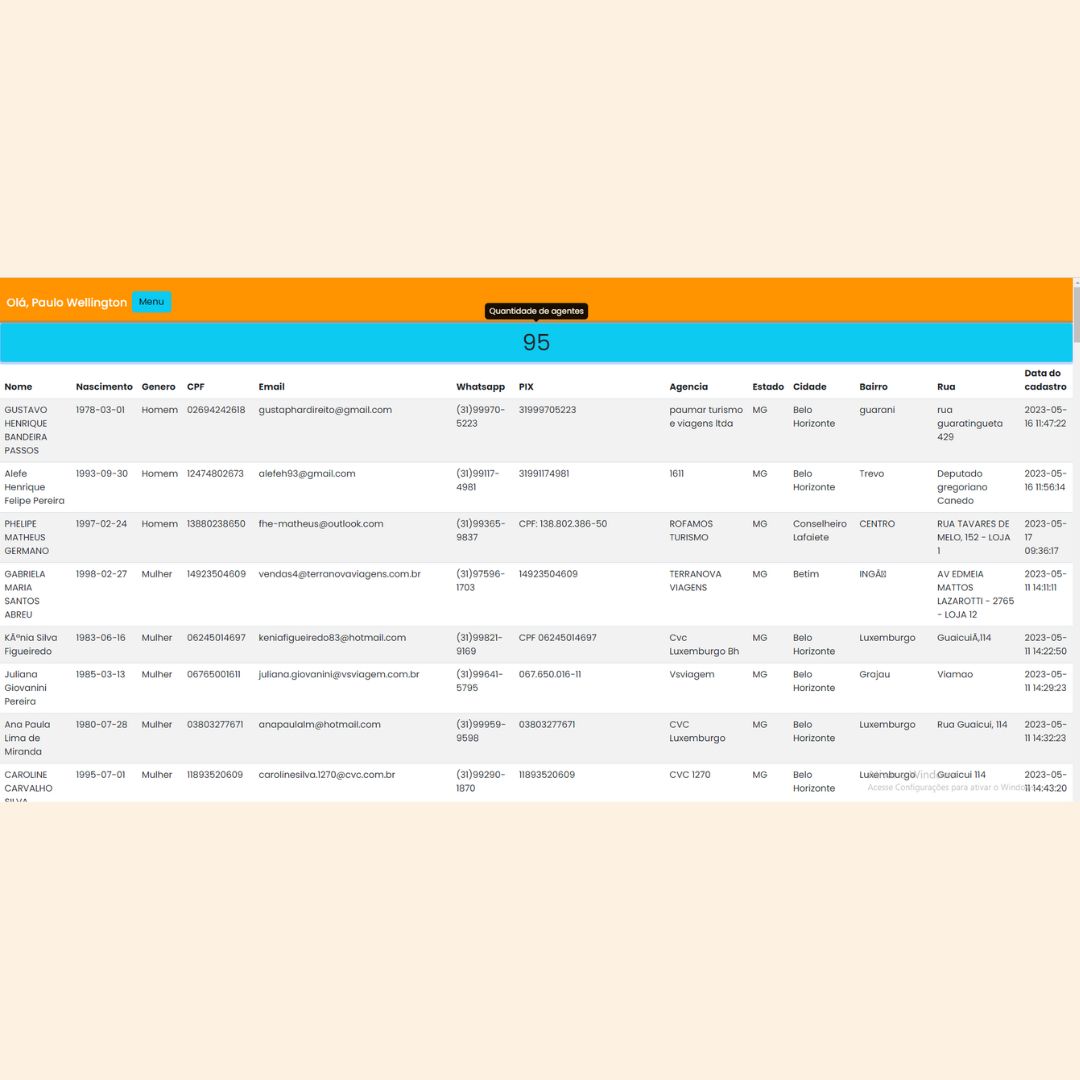 Olá, Paulo Wellington Menu
Quantidade de agentes
95
Nome Nascimento Genero CPF Email Whatsapp PIX Agencia Estado Cidade Bairro Rua Data do cadastro
GUSTAVO 1978-03-01 Homem 02694242618 gustaphardireito@gmail.com (31)99970- 31999705223 paumar turismo MG Belo guarani rua 2023-05-
HENRIQUE 5223 e viagens ltda Horizonte guaratingueta 16 11:47:22
BANDEIRA 429
PASSOS
Alefe 1993-09-30 Homem 12474802673 alefeh93@gmail.com (31)99117- 31991174981 1611 MG Belo Trevo Deputado 2023-05-
Henrique 4981 Horizonte gregoriano 16 11:56:14
Felipe Pereira Canedo
PHELIPE 1997-02-24 Homem 13880238650 fhe-matheus@outlook.com (31)99365- CPF: 138.802.386-50 ROFAMOS MG Conselheiro CENTRO RUA TAVARES DE 2023-05-
MATHEUS 9837 TURISMO Lafaiete MELO, 152 - LOJA 17
GERMANO 1 09:36:17
GABRIELA 1998-02-27 Mulher 14923504609 vendas4@terranovaviagens.com.br (31)97596- 14923504609 TERRANOVA MG Betim INGÃ AV EDMEIA 2023-05-
MARIA 1703 VIAGENS MATTOS 11 14:11:11
SANTOS LAZAROTTI - 2765
ABREU - LOJA 12
KÃªnia Silva 1983-06-16 Mulher 06245014697 keniafigueiredo83@hotmail.com (31)99821- CPF 06245014697 Cvc MG Belo Luxemburgo GuaicuiÃ,114 2023-05-
Figueiredo 9169 Luxemburgo Bh Horizonte 11 14:22:50
Juliana 1985-03-13 Mulher 06765001611 juliana.giovanini@vsviagem.com.br (31)99641- 067.650.016-11 Vsviagem MG Belo Grajau Viamao 2023-05-
Giovanini 5795 Horizonte 11 14:29:23
Pereira
Ana Paula 1980-07-28 Mulher 03803277671 anapaulalm@hotmail.com (31)99959- 03803277671 CVC MG Belo Luxemburgo Rua Guaicui, 114 2023-05-
Lima de 9598 Luxemburgo Horizonte 11 14:32:23
Miranda
CAROLINE 1995-07-01 Mulher 11893520609 carolinesilva.1270@cvc.com.br (31)99290- 11893520609 CVC 1270 MG Belo Luxemburgo Guaicui 114 2023-05-
CARVALHO 1870 Horizonte 11 14:43:20
SILVA
Acesse Configurações para ativar o Windows